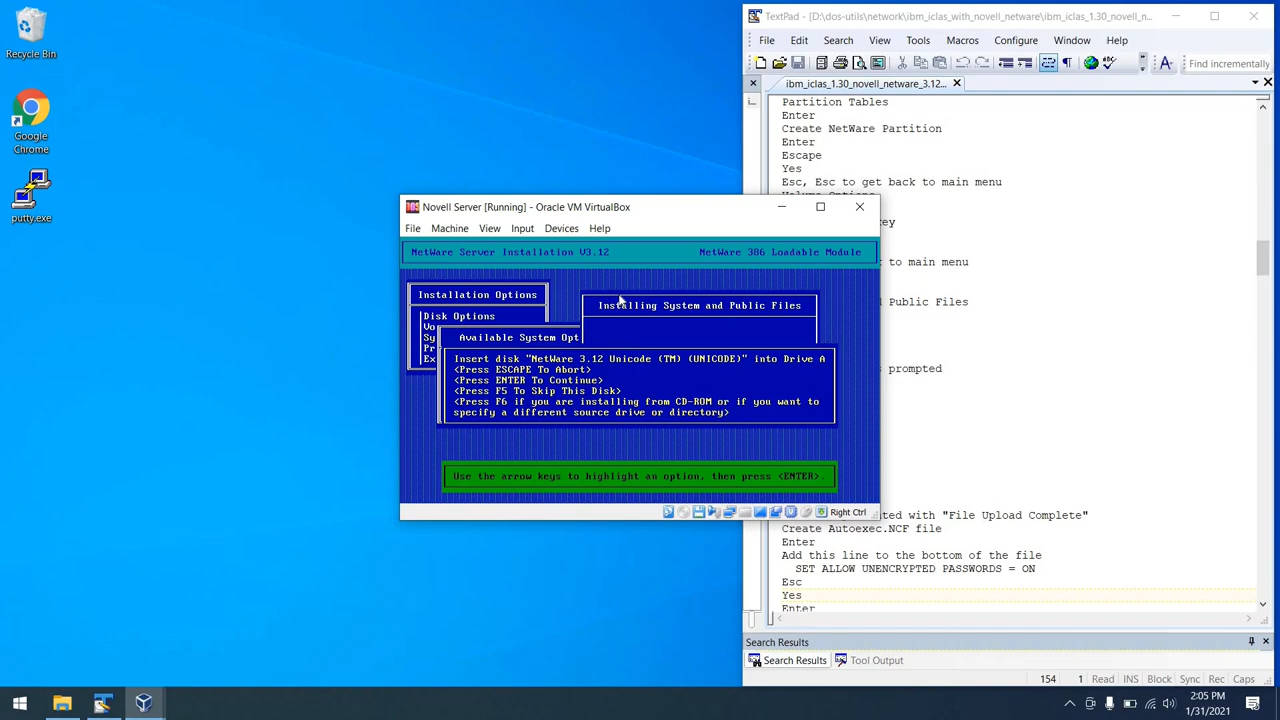 Recycle Bin
Google
Chrome
putty.exe
TextPad - [D:\dos-utils\network\ibm_iclas_with_novell_netware\ibm_iclas_1.30_novell_n...
File Edit Search View Tools Macros Configure Window Help
Find incrementally
ibm_iclas_1.30_novell_netware_3.12...
Partition Tables
Enter
Create NetWare Partition
Enter
Escape
Yes
Esc, Esc to get back to main menu
Volume Options
key
to main menu
d Public Files
s prompted
ted with "File Upload Complete"
Create Autoexec.NCF file
Enter
Add this line to the bottom of the file
SET ALLOW UNENCRYPTED PASSWORDS = ON
Esc
Yes
Enter
Search Results
Search Results Tool Output
154 1 Read INS Block Sync Rec Caps
Novell Server [Running] - Oracle VM VirtualBox
File Machine View Input Devices Help
NetWare Server Installation V3.12 NetWare 386 Loadable Module
Installation Options
Disk Options
Vo
Sy
Pr
Ex
Available System Opt
Installing System and Public Files
Insert disk "NetWare 3.12 Unicode (TM) (UNICODE)" into Drive A
<Press ESCAPE To Abort>
<Press ENTER To Continue>
<Press F5 To Skip This Disk>
<Press F6 if you are installing from CD-ROM or if you want to
specify a different source drive or directory>
Use the arrow keys to highlight an option, then press <ENTER>.
Right Ctrl
2:05 PM
1/31/2021